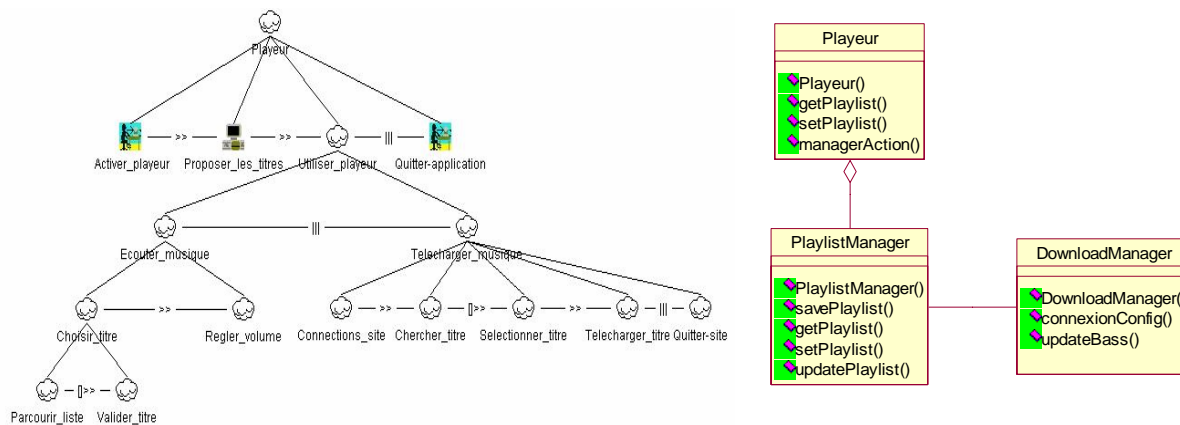 Playeur
>> >> |||
Activer_playeur Proposer_les_titres Utiliser_playeur Quitter-application
|||
Ecouter_musique Telecharger_musique
>> >> []>> >> |||
Choisir_titre Regler_volume Connections_site Chercher_titre Selectionner_titre Telecharger_titre Quitter-site
[]>>
Parcourir_liste Valider_titre
Playeur
Playeur()
getPlaylist()
setPlaylist()
managerAction()
PlaylistManager
PlaylistManager()
savePlaylist()
getPlaylist()
setPlaylist()
updatePlaylist()
DownloadManager
DownloadManager(
connexionConfig()
updateBass()